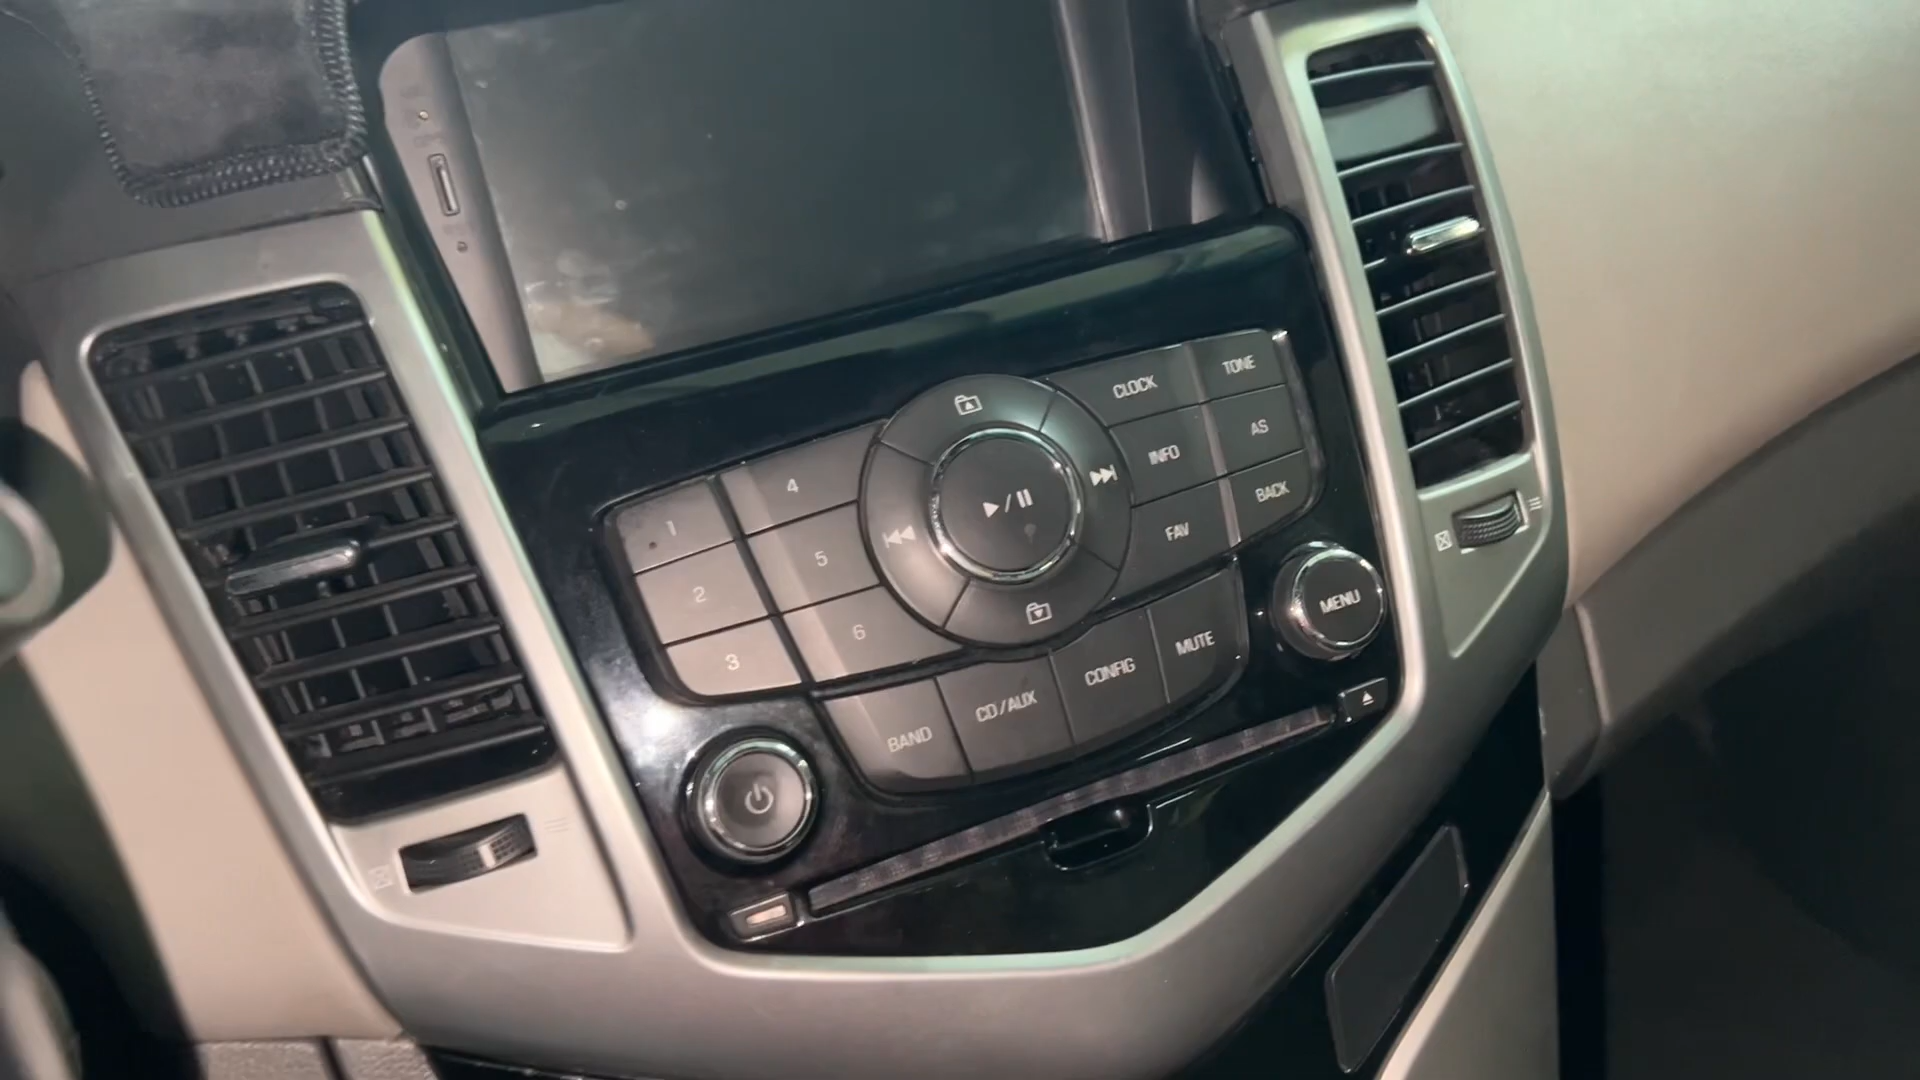 1
2
3
4
5
6
CLOCK
TONE
INFO
AS
FAV
BACK
BAND
CD/AUX
CONFIG
MUTE
MENU